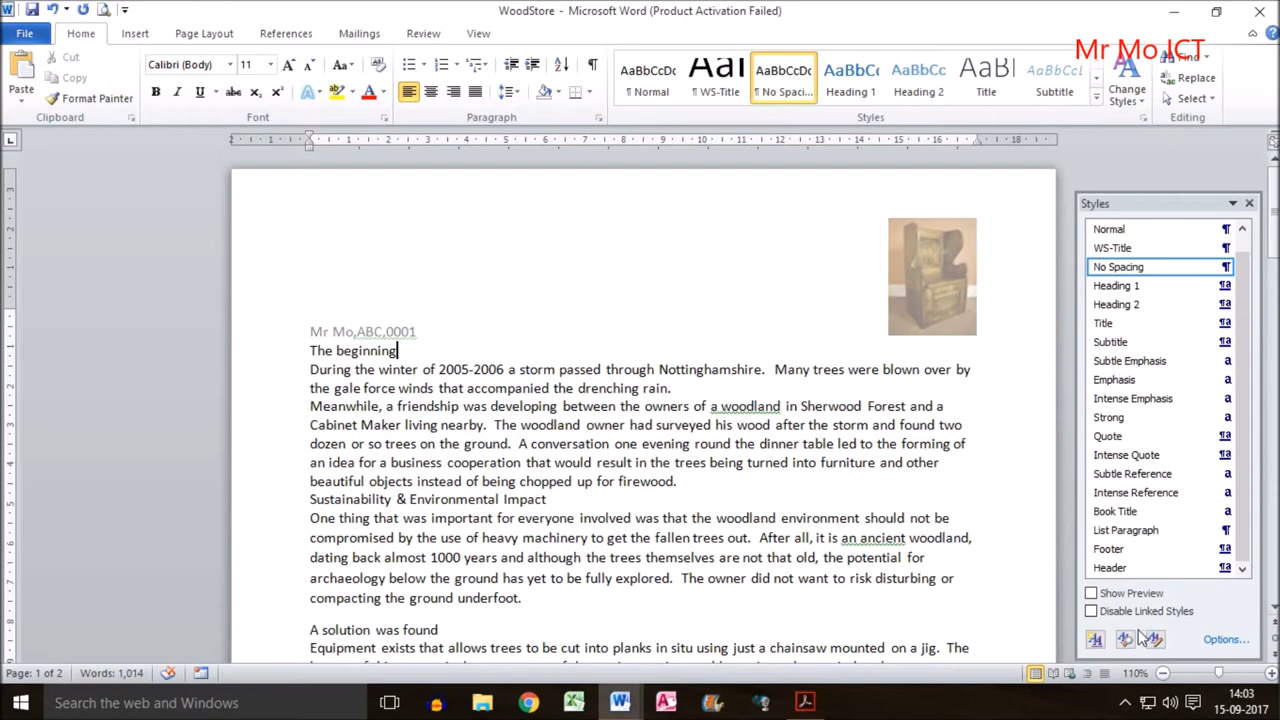 WoodStore - Microsoft Word (Product Activation Failed)
File Home Insert Page Layout References Mailings Review View
Mr Mo ICT
Cut
Copy
Format Painter
Paste
Clipboard
Calibri (Body) 11
Font
Paragraph
AaBbCcDc AaBl AaBbCcDc AaBbCc AaBbCc AaBl AaBbCcL
¶ Normal ¶ WS-Title ¶ No Spaci... Heading 1 Heading 2 Title Subtitle
Change Styles
Styles
Find
Replace
Select
Editing
Mr Mo,ABC,0001
The beginning
During the winter of 2005-2006 a storm passed through Nottinghamshire. Many trees were blown over by
the gale force winds that accompanied the drenching rain.
Meanwhile, a friendship was developing between the owners of a woodland in Sherwood Forest and a
Cabinet Maker living nearby. The woodland owner had surveyed his wood after the storm and found two
dozen or so trees on the ground. A conversation one evening round the dinner table led to the forming of
an idea for a business cooperation that would result in the trees being turned into furniture and other
beautiful objects instead of being chopped up for firewood.
Sustainability & Environmental Impact
One thing that was important for everyone involved was that the woodland environment should not be
compromised by the use of heavy machinery to get the fallen trees out. After all, it is an ancient woodland,
dating back almost 1000 years and although the trees themselves are not that old, the potential for
archaeology below the ground has yet to be fully explored. The owner did not want to risk disturbing or
compacting the ground underfoot.
A solution was found
Equipment exists that allows trees to be cut into planks in situ using just a chainsaw mounted on a jig. The
Styles
Normal
WS-Title
No Spacing
Heading 1
Heading 2
Title
Subtitle
Subtle Emphasis
Emphasis
Intense Emphasis
Strong
Quote
Intense Quote
Subtle Reference
Intense Reference
Book Title
List Paragraph
Footer
Header
Show Preview
Disable Linked Styles
Options...
Page: 1 of 2 Words: 1,014 110%
Search the web and Windows
14:03
15-09-2017